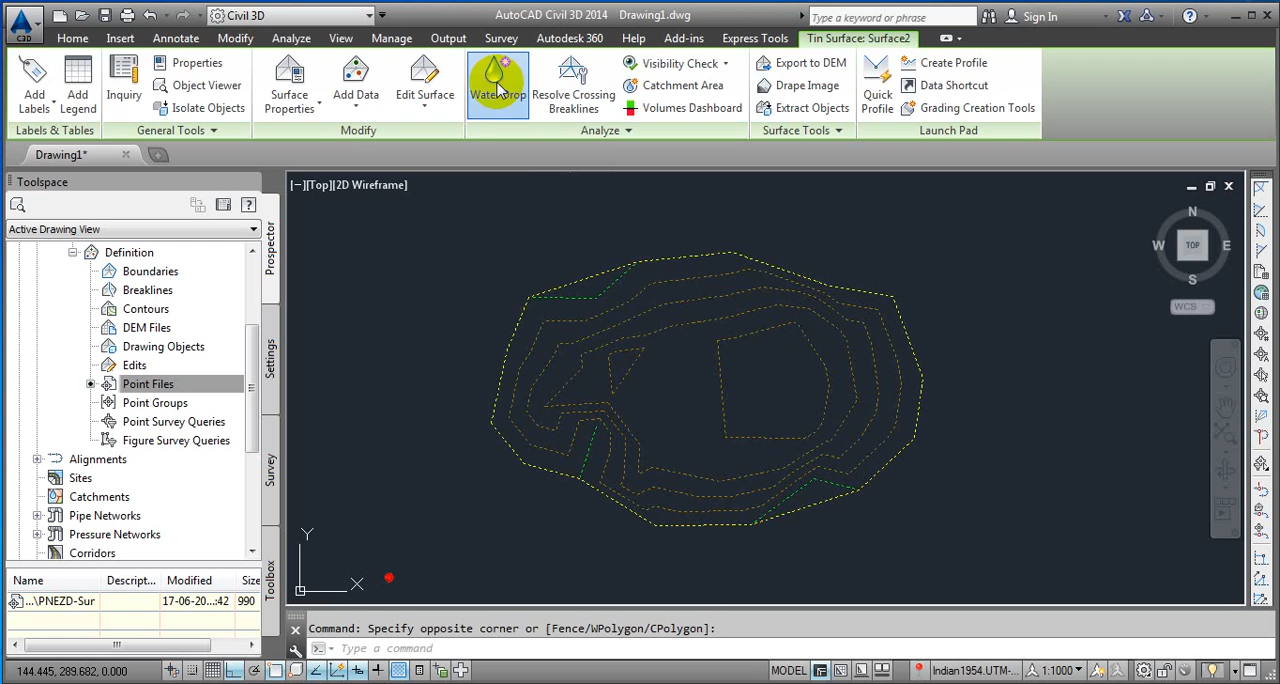 Civil 3D
AutoCAD Civil 3D 2014 Drawing1.dwg
Type a keyword or phrase
Sign In
C3D
Home Insert Annotate Modify Analyze View Manage Output Survey Autodesk 360 Help Add-ins Express Tools Tin Surface: Surface2
Add Labels
Add Legend
Inquiry
Properties
Object Viewer
Isolate Objects
Surface Properties
Add Data
Edit Surface
Water Drop
Resolve Crossing Breaklines
Visibility Check
Catchment Area
Volumes Dashboard
Export to DEM
Drape Image
Extract Objects
Quick Profile
Create Profile
Data Shortcut
Grading Creation Tools
Labels & Tables General Tools Modify Analyze Surface Tools Launch Pad
Drawing1*
Toolspace
Active Drawing View
Definition
Boundaries
Breaklines
Contours
DEM Files
Drawing Objects
Edits
Point Files
Point Groups
Point Survey Queries
Figure Survey Queries
Alignments
Sites
Catchments
Pipe Networks
Pressure Networks
Corridors
Prospector
Settings
Survey
Toolbox
Name Descript... Modified Size
...\PNEZD-Sur 17-06-20...:42 990
[−][Top][2D Wireframe]
N
W TOP E
S
WCS
Y
X
Command: Specify opposite corner or [Fence/WPolygon/CPolygon]:
Type a command
144.445, 289.682, 0.000
MODEL
Indian1954.UTM-...
1:1000